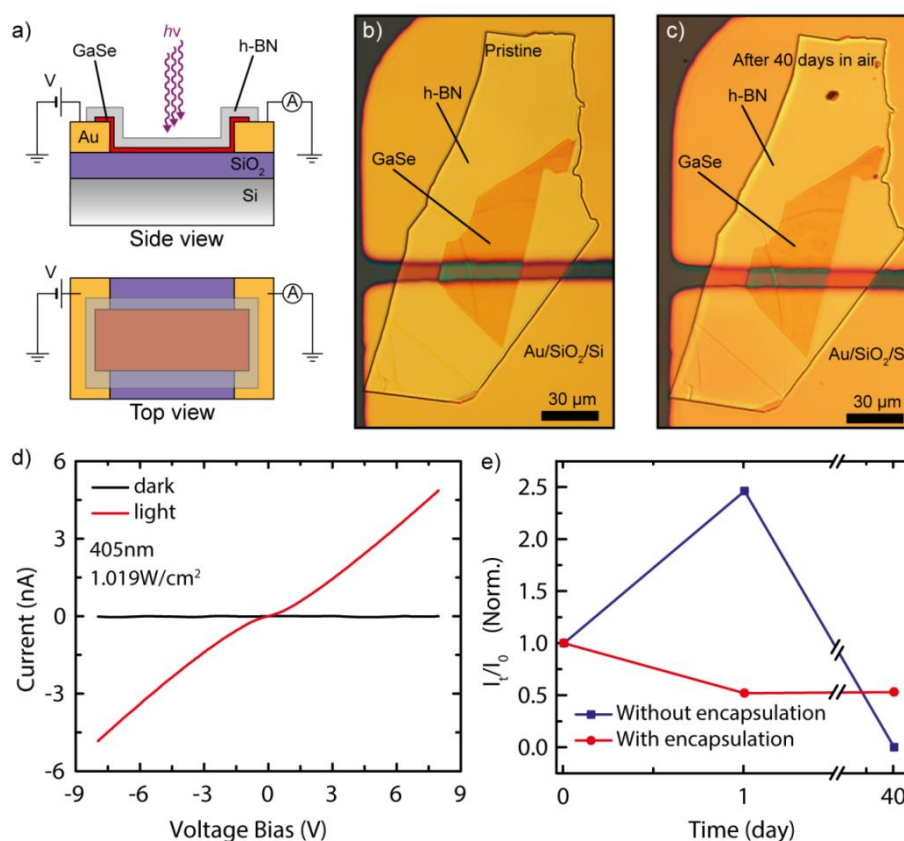 a)
GaSe
hν
h-BN
V
A
Au
SiO₂
Si
Side view
V
A
Top view
b)
Pristine
h-BN
GaSe
Au/SiO₂/Si
30 μm
c)
After 40 days in air
h-BN
GaSe
Au/SiO₂/S
30 μm
d)
6
3
0
-3
-6
Current (nA)
dark
light
405nm
1.019W/cm²
-9 -6 -3 0 3 6 9
Voltage Bias (V)
e)
2.5
2.0
1.5
1.0
0.5
0.0
Iₜ/I₀ (Norm.)
Without encapsulation
With encapsulation
0 1 40
Time (day)